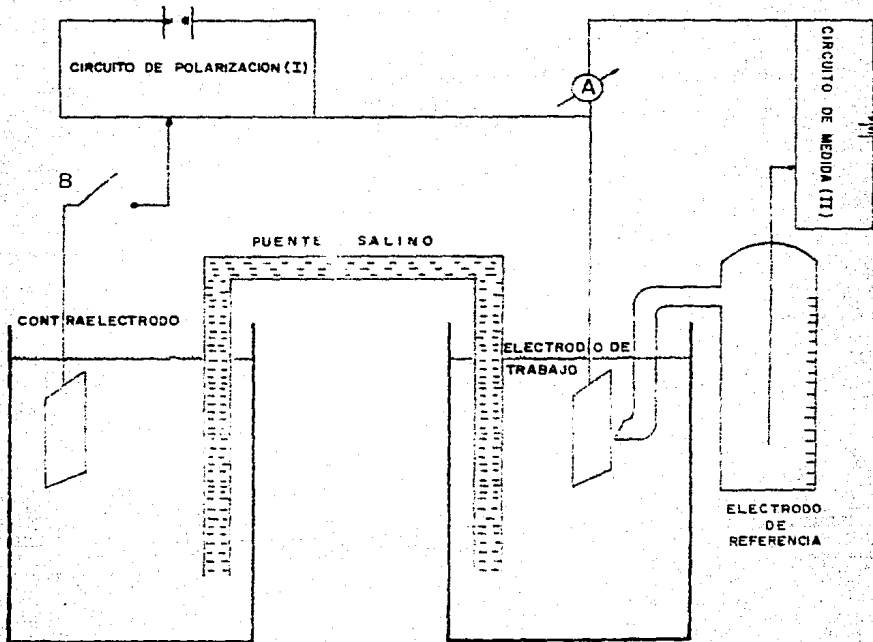 CIRCUITO DE POLARIZACION (I)
A
CIRCUITO DE MEDIDA (II)
B
PUENTE SALINO
CONTRAELECTRODO
ELECTRODO DE
TRABAJO
ELECTRODO
DE
REFERENCIA